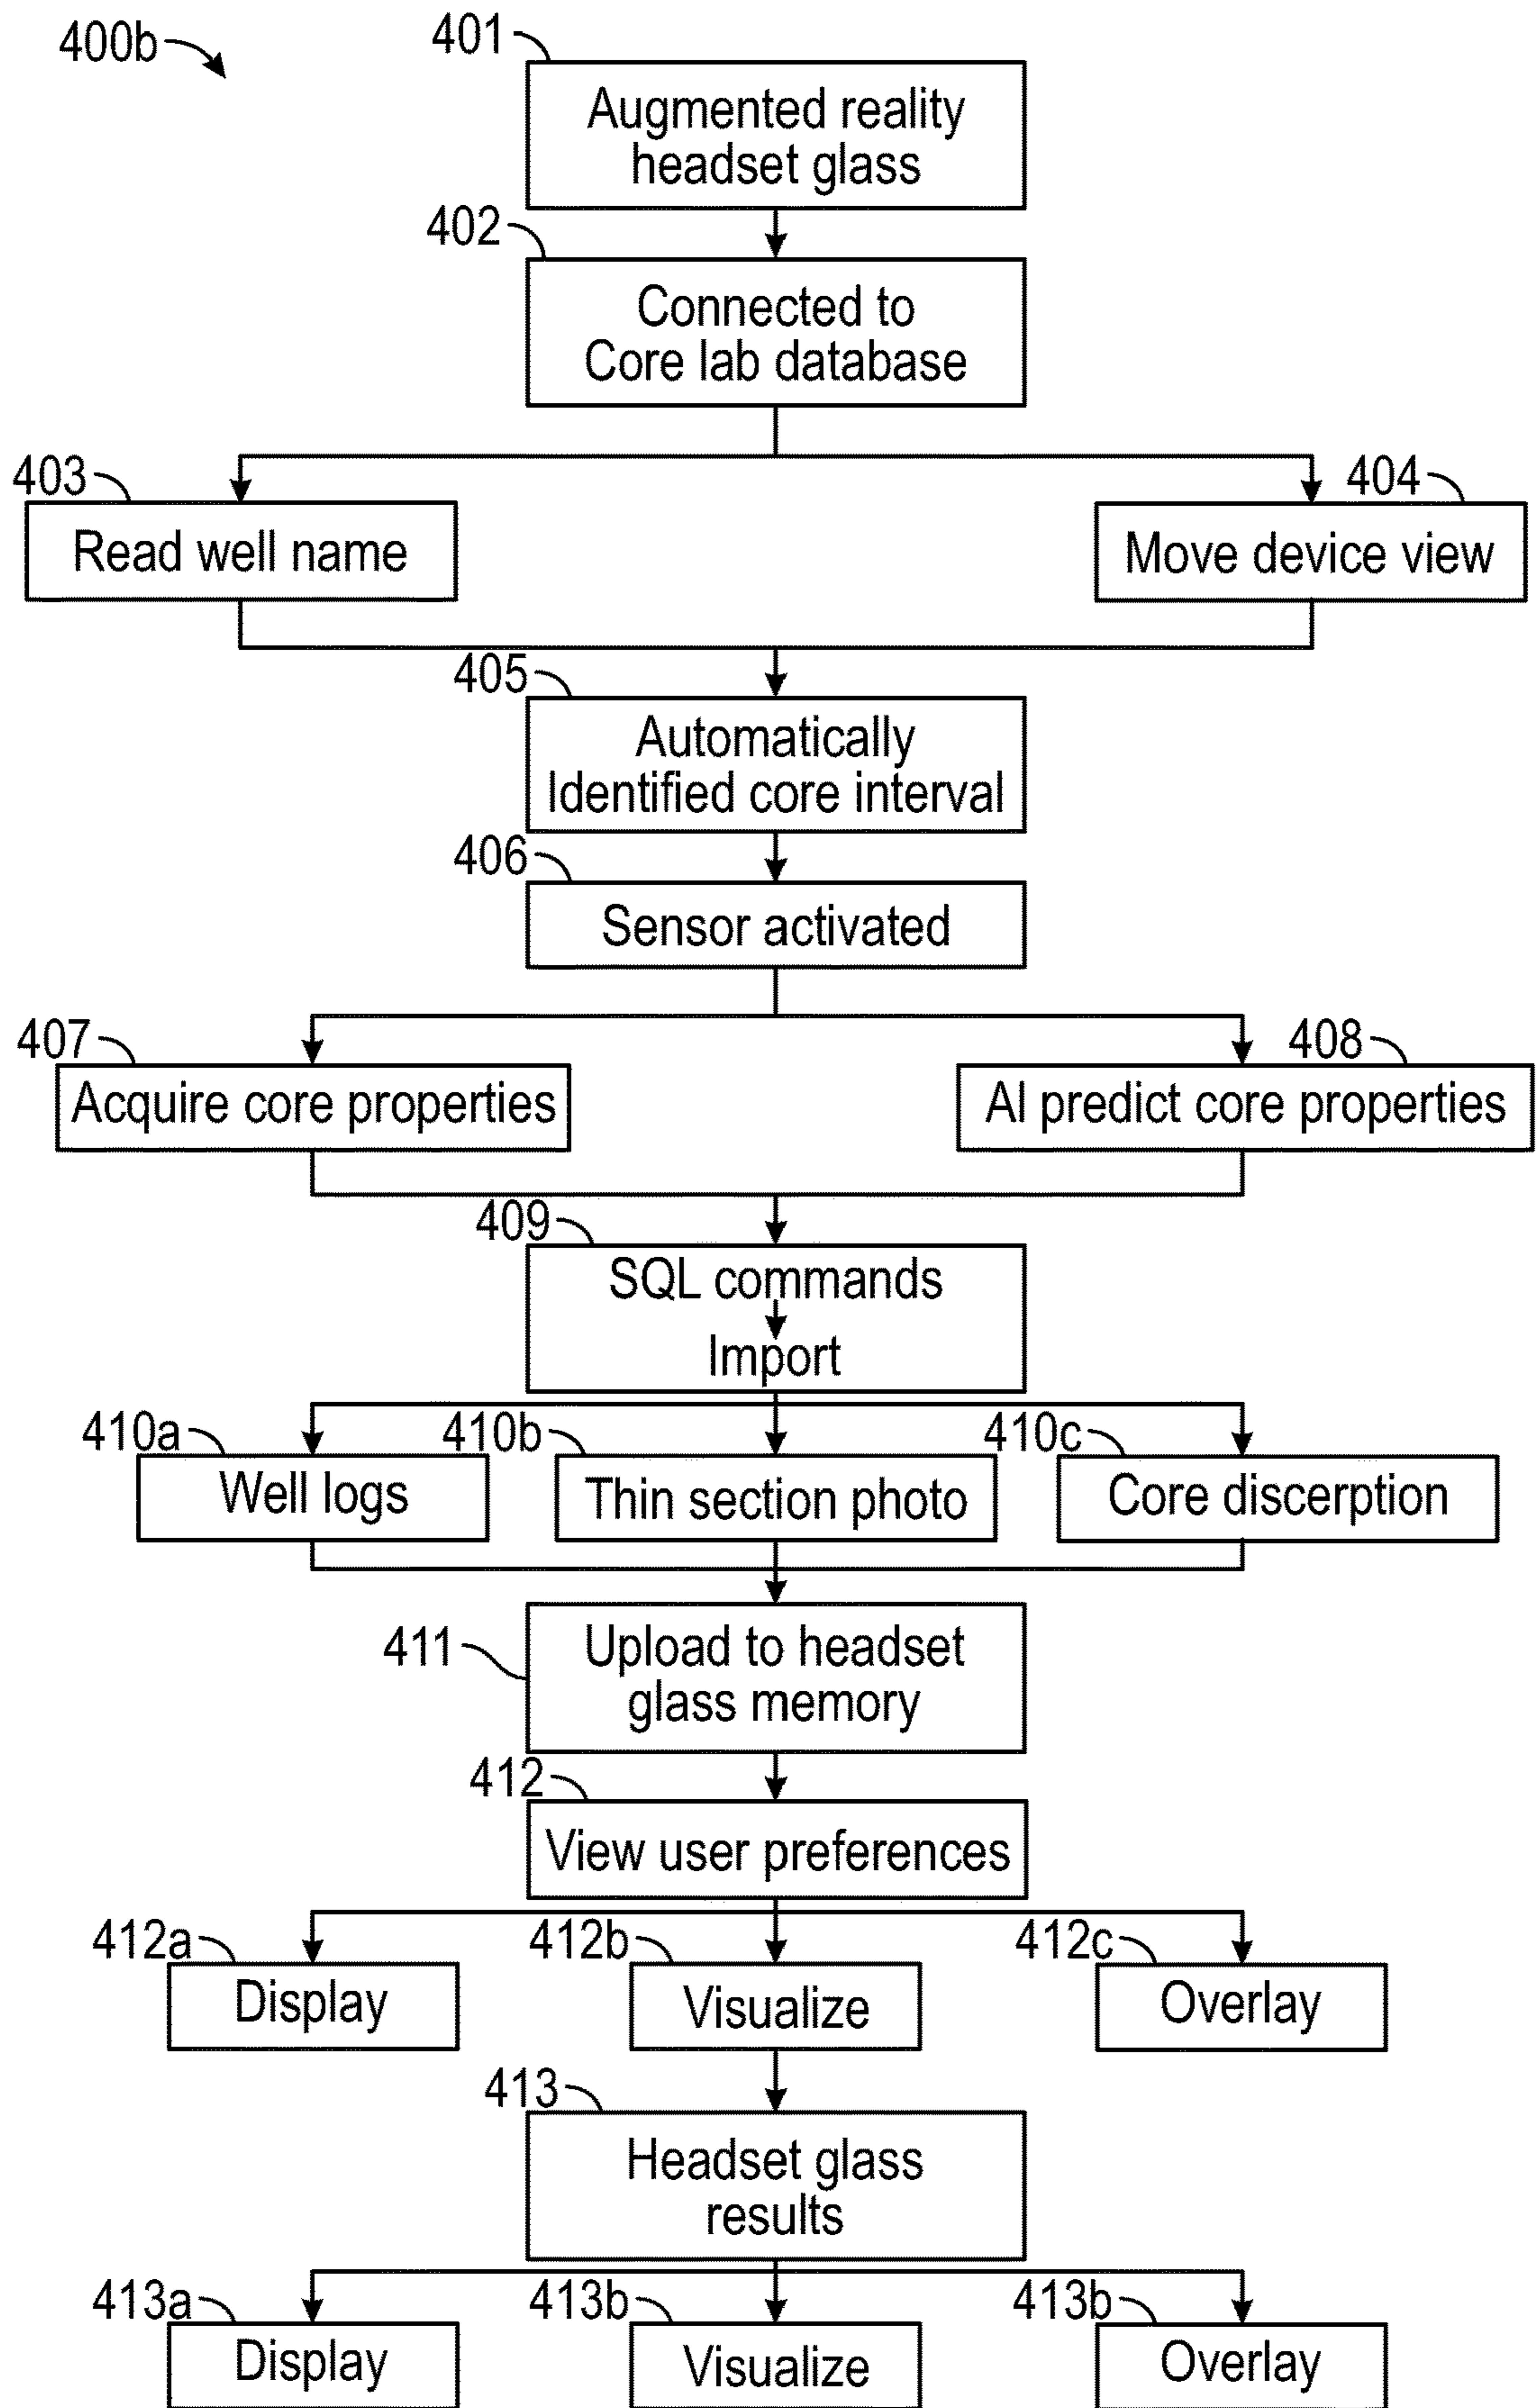 400b
401
Augmented reality
headset glass
402
Connected to
Core lab database
403
Read well name
404
Move device view
405
Automatically
Identified core interval
406
Sensor activated
407
Acquire core properties
408
AI predict core properties
409
SQL commands
Import
410a
Well logs
410b
Thin section photo
410c
Core discerption
411
Upload to headset
glass memory
412
View user preferences
412a
Display
412b
Visualize
412c
Overlay
413
Headset glass
results
413a
Display
413b
Visualize
413b
Overlay